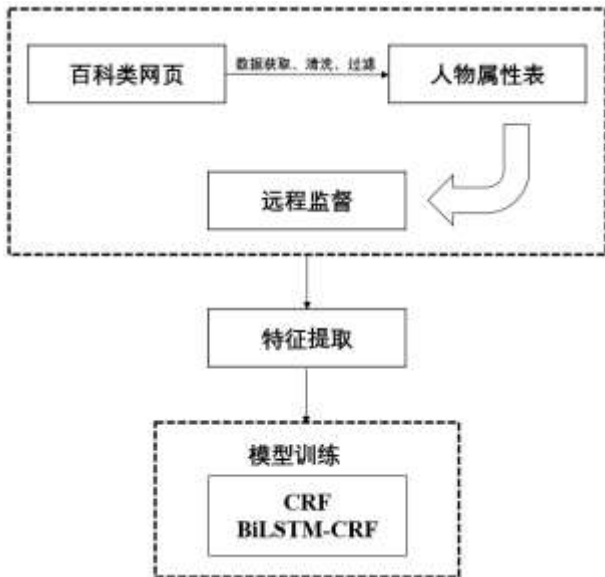 百科类网页
数据获取、清洗、过滤
人物属性表
远程监督
特征提取
模型训练
CRF
BiLSTM-CRF